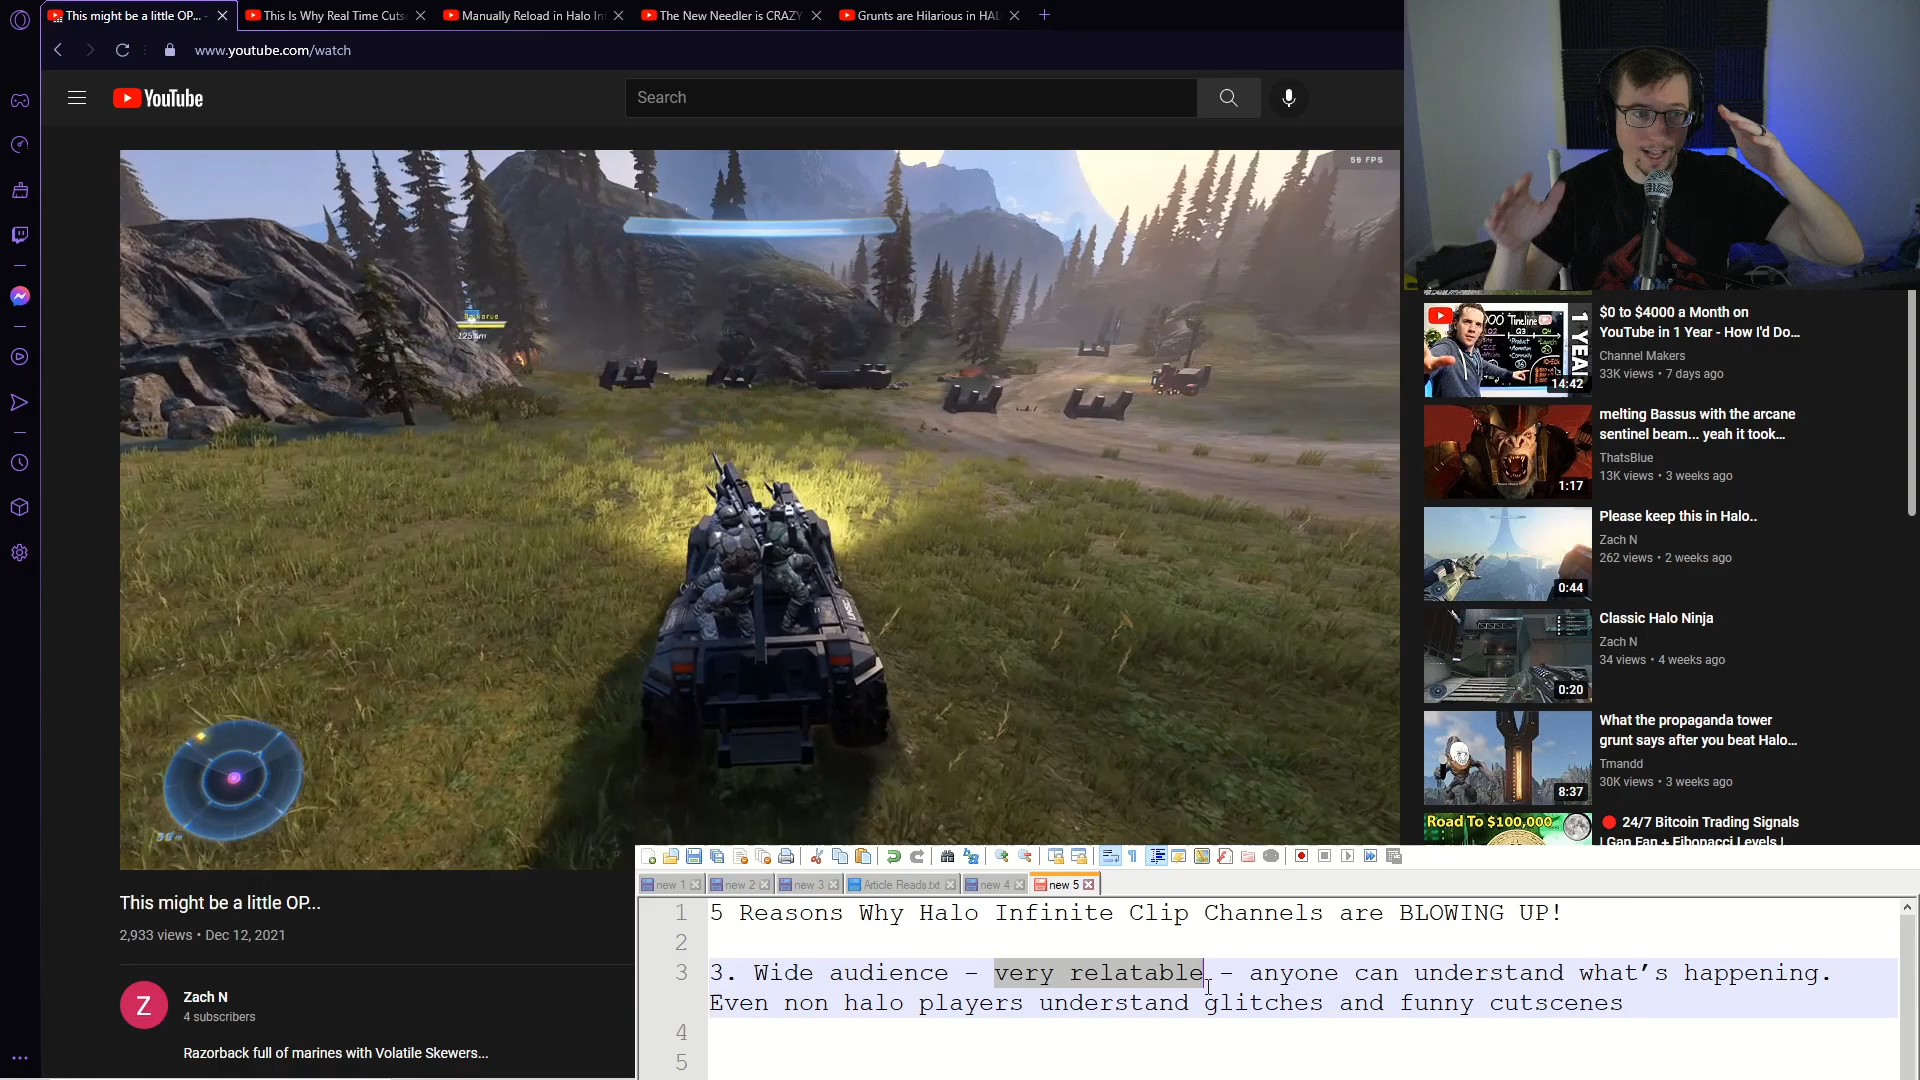 This might be a little OP... -
This Is Why Real Time Cuts
Manually Reload in Halo In
The New Needler is CRAZY
Grunts are Hilarious in HAL
www.youtube.com/watch
YouTube
Search
59 FPS
UNSC
$0 to $4000 a Month on
YouTube in 1 Year - How I'd Do...
Channel Makers
33K views • 7 days ago
Timeline
1 YEAR
14:42
melting Bassus with the arcane
sentinel beam... yeah it took...
ThatsBlue
13K views • 3 weeks ago
1:17
Please keep this in Halo..
Zach N
262 views • 2 weeks ago
0:44
Classic Halo Ninja
Zach N
34 views • 4 weeks ago
0:20
What the propaganda tower
grunt says after you beat Halo...
Tmandd
30K views • 3 weeks ago
8:37
Road To $100,000
24/7 Bitcoin Trading Signals
| Gap Fan + Fibonacci Levels |
This might be a little OP...
2,933 views • Dec 12, 2021
Z
Zach N
4 subscribers
Razorback full of marines with Volatile Skewers...
new 1
new 2
new 3
Article Reads.txt
new 4
new 5
1 5 Reasons Why Halo Infinite Clip Channels are BLOWING UP!
2
3 3. Wide audience – very relatable – anyone can understand what's happening.
Even non halo players understand glitches and funny cutscenes
4
5